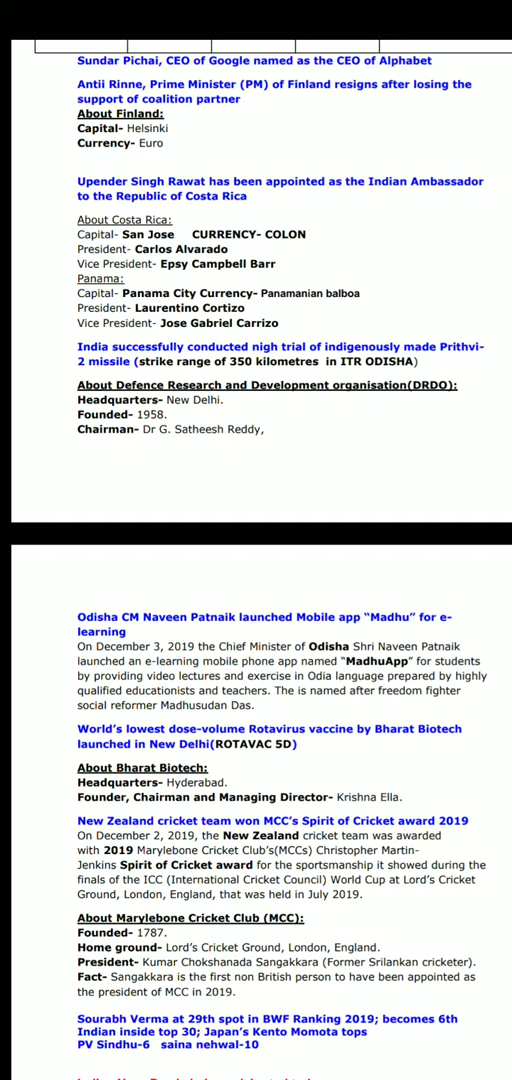 Sundar Pichai, CEO of Google named as the CEO of Alphabet
Antii Rinne, Prime Minister (PM) of Finland resigns after losing the
support of coalition partner
About Finland:
Capital- Helsinki
Currency- Euro
Upender Singh Rawat has been appointed as the Indian Ambassador
to the Republic of Costa Rica
About Costa Rica:
Capital- San Jose CURRENCY- COLON
President- Carlos Alvarado
Vice President- Epsy Campbell Barr
Panama:
Capital- Panama City Currency- Panamanian balboa
President- Laurentino Cortizo
Vice President- Jose Gabriel Carrizo
India successfully conducted nigh trial of indigenously made Prithvi-
2 missile (strike range of 350 kilometres in ITR ODISHA)
About Defence Research and Development organisation(DRDO):
Headquarters- New Delhi.
Founded- 1958.
Chairman- Dr G. Satheesh Reddy,
Odisha CM Naveen Patnaik launched Mobile app “Madhu” for e-
learning
On December 3, 2019 the Chief Minister of Odisha Shri Naveen Patnaik
launched an e-learning mobile phone app named “MadhuApp” for students
by providing video lectures and exercise in Odia language prepared by highly
qualified educationists and teachers. The is named after freedom fighter
social reformer Madhusudan Das.
World’s lowest dose-volume Rotavirus vaccine by Bharat Biotech
launched in New Delhi(ROTAVAC 5D)
About Bharat Biotech:
Headquarters- Hyderabad.
Founder, Chairman and Managing Director- Krishna Ella.
New Zealand cricket team won MCC’s Spirit of Cricket award 2019
On December 2, 2019, the New Zealand cricket team was awarded
with 2019 Marylebone Cricket Club’s(MCCs) Christopher Martin-
Jenkins Spirit of Cricket award for the sportsmanship it showed during the
finals of the ICC (International Cricket Council) World Cup at Lord’s Cricket
Ground, London, England, that was held in July 2019.
About Marylebone Cricket Club (MCC):
Founded- 1787.
Home ground- Lord’s Cricket Ground, London, England.
President- Kumar Chokshanada Sangakkara (Former Srilankan cricketer).
Fact- Sangakkara is the first non British person to have been appointed as
the president of MCC in 2019.
Sourabh Verma at 29th spot in BWF Ranking 2019; becomes 6th
Indian inside top 30; Japan’s Kento Momota tops
PV Sindhu-6 saina nehwal-10